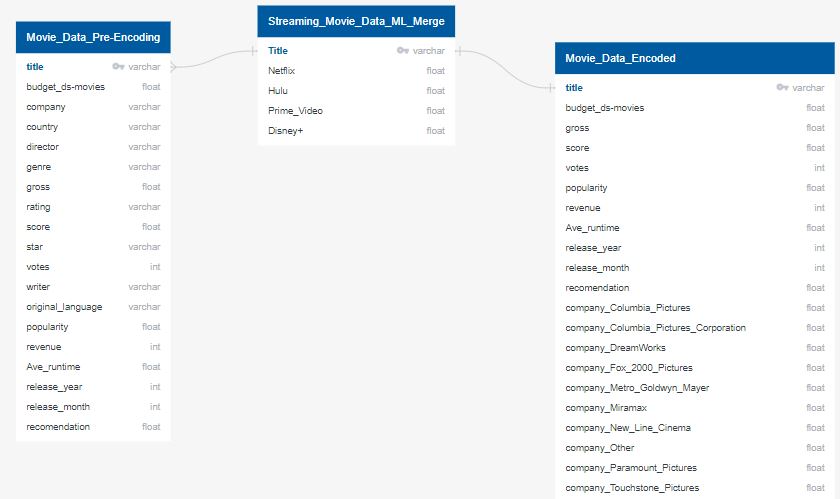 Movie_Data_Pre-Encoding
title varchar
budget_ds-movies float
company varchar
country varchar
director varchar
genre varchar
gross float
rating varchar
score float
star varchar
votes int
writer varchar
original_language varchar
popularity float
revenue int
Ave_runtime float
release_year int
release_month int
recomendation float
Streaming_Movie_Data_ML_Merge
Title varchar
Netflix float
Hulu float
Prime_Video float
Disney+ float
Movie_Data_Encoded
title varchar
budget_ds-movies float
gross float
score float
votes int
popularity float
revenue int
Ave_runtime float
release_year int
release_month int
recomendation float
company_Columbia_Pictures float
company_Columbia_Pictures_Corporation float
company_DreamWorks float
company_Fox_2000_Pictures float
company_Metro_Goldwyn_Mayer float
company_Miramax float
company_New_Line_Cinema float
company_Other float
company_Paramount_Pictures float
company_Touchstone_Pictures float